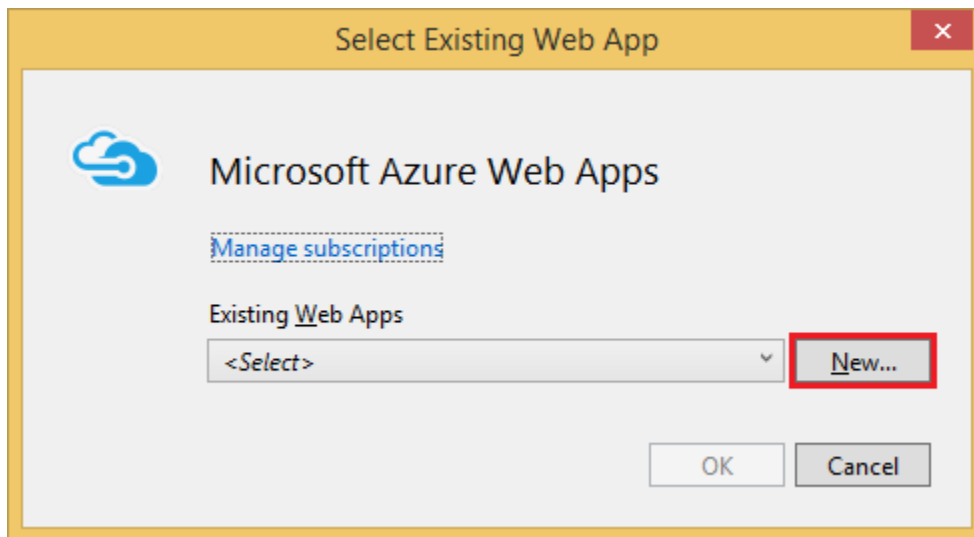 Select Existing Web App
Microsoft Azure Web Apps
Manage subscriptions
Existing Web Apps
<Select> New...
OK Cancel